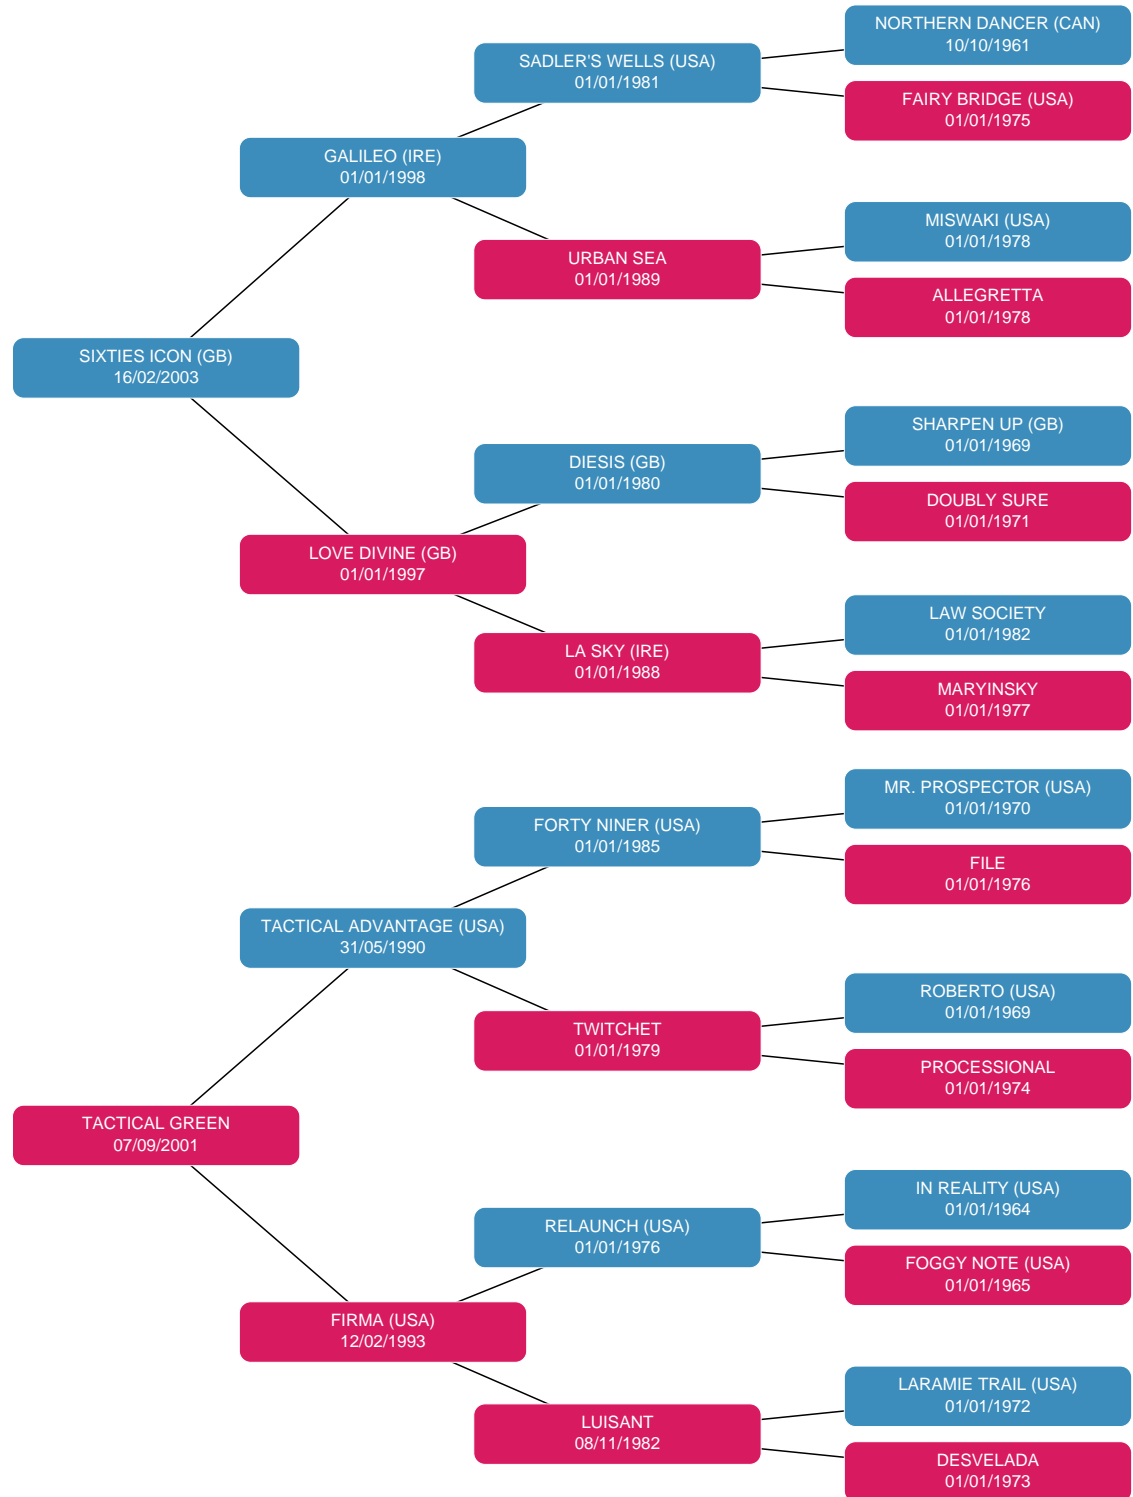 NORTHERN DANCER (CAN)
10/10/1961
SADLER'S WELLS (USA)
01/01/1981
FAIRY BRIDGE (USA)
01/01/1975
GALILEO (IRE)
01/01/1998
MISWAKI (USA)
01/01/1978
URBAN SEA
01/01/1989
ALLEGRETTA
01/01/1978
SIXTIES ICON (GB)
16/02/2003
SHARPEN UP (GB)
01/01/1969
DIESIS (GB)
01/01/1980
DOUBLY SURE
01/01/1971
LOVE DIVINE (GB)
01/01/1997
LAW SOCIETY
01/01/1982
LA SKY (IRE)
01/01/1988
MARYINSKY
01/01/1977
MR. PROSPECTOR (USA)
01/01/1970
FORTY NINER (USA)
01/01/1985
FILE
01/01/1976
TACTICAL ADVANTAGE (USA)
31/05/1990
ROBERTO (USA)
01/01/1969
TWITCHET
01/01/1979
PROCESSIONAL
01/01/1974
TACTICAL GREEN
07/09/2001
IN REALITY (USA)
01/01/1964
RELAUNCH (USA)
01/01/1976
FOGGY NOTE (USA)
01/01/1965
FIRMA (USA)
12/02/1993
LARAMIE TRAIL (USA)
01/01/1972
LUISANT
08/11/1982
DESVELADA
01/01/1973